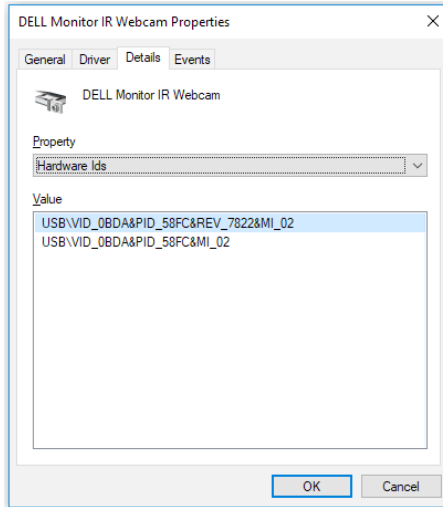 DELL Monitor IR Webcam Properties
General Driver Details Events
DELL Monitor IR Webcam
Property
Hardware Ids
Value
USB\VID_0BDA&PID_58FC&REV_7822&MI_02
USB\VID_0BDA&PID_58FC&MI_02
OK Cancel